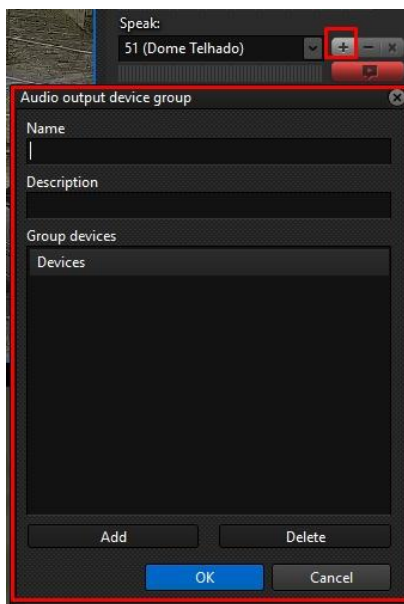 Speak:
51 (Dome Telhado)
Audio output device group
Name
Description
Group devices
Devices
Add Delete
OK Cancel